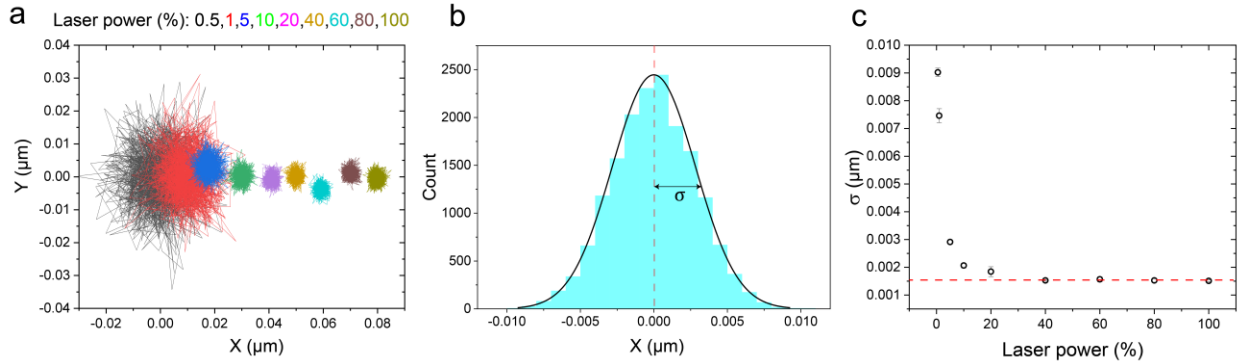 a
Laser power (%): 0.5,1,5,10,20,40,60,80,100
0.04
0.03
0.02
0.01
0.00
-0.01
-0.02
-0.03
-0.04
Y (µm)
0.00 0.02 0.04 0.06 0.08
X (µm)
b
2500
2000
1500
1000
500
0
Count
σ
-0.010 -0.005 0.000 0.005 0.010
X (µm)
c
0.010
0.009
0.008
0.007
0.006
0.005
0.004
0.003
0.002
0.001
σ (µm)
0 20 40 60 80 100
Laser power (%)